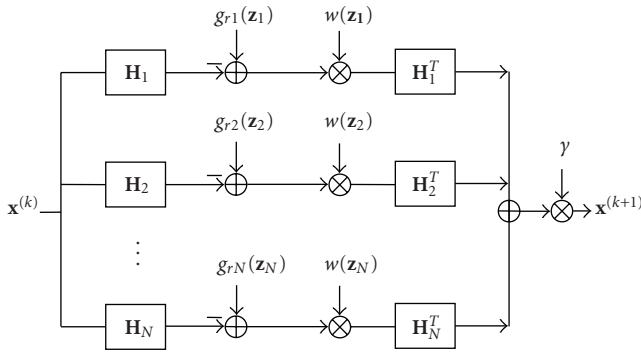 g_{r1}(𝐳_1) w(𝐳_1)
𝐇_1 − 𝐇_1^T
g_{r2}(𝐳_2) w(𝐳_2)
γ
𝐇_2 − 𝐇_2^T
𝐱^{(k)} 𝐱^{(k+1)}
⋮
g_{rN}(𝐳_N) w(𝐳_N)
𝐇_N − 𝐇_N^T